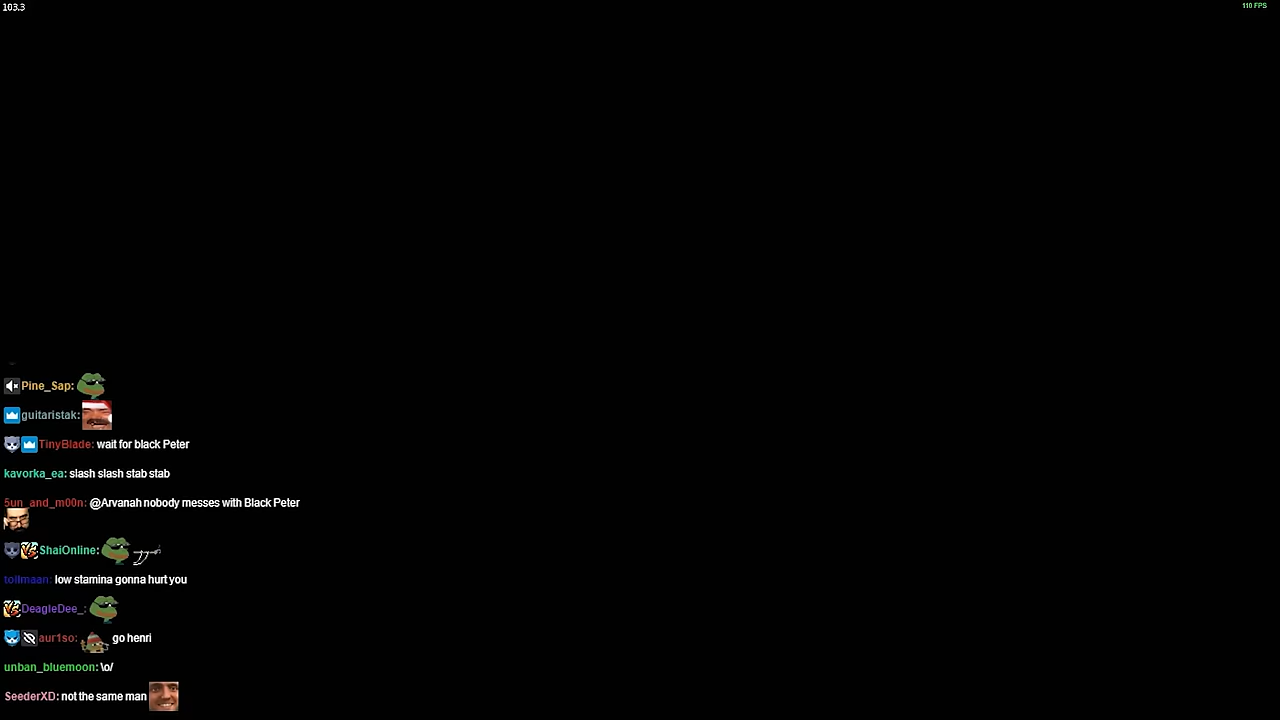 103.3
110 FPS
Pine_Sap:
guitaristak:
TinyBlade: wait for black Peter
kavorka_ea: slash slash stab stab
5un_and_m00n: @Arvanah nobody messes with Black Peter
ShaiOnline:
tollmaan: low stamina gonna hurt you
DeagleDee_:
aur1so: go henri
unban_bluemoon: \o/
SeederXD: not the same man